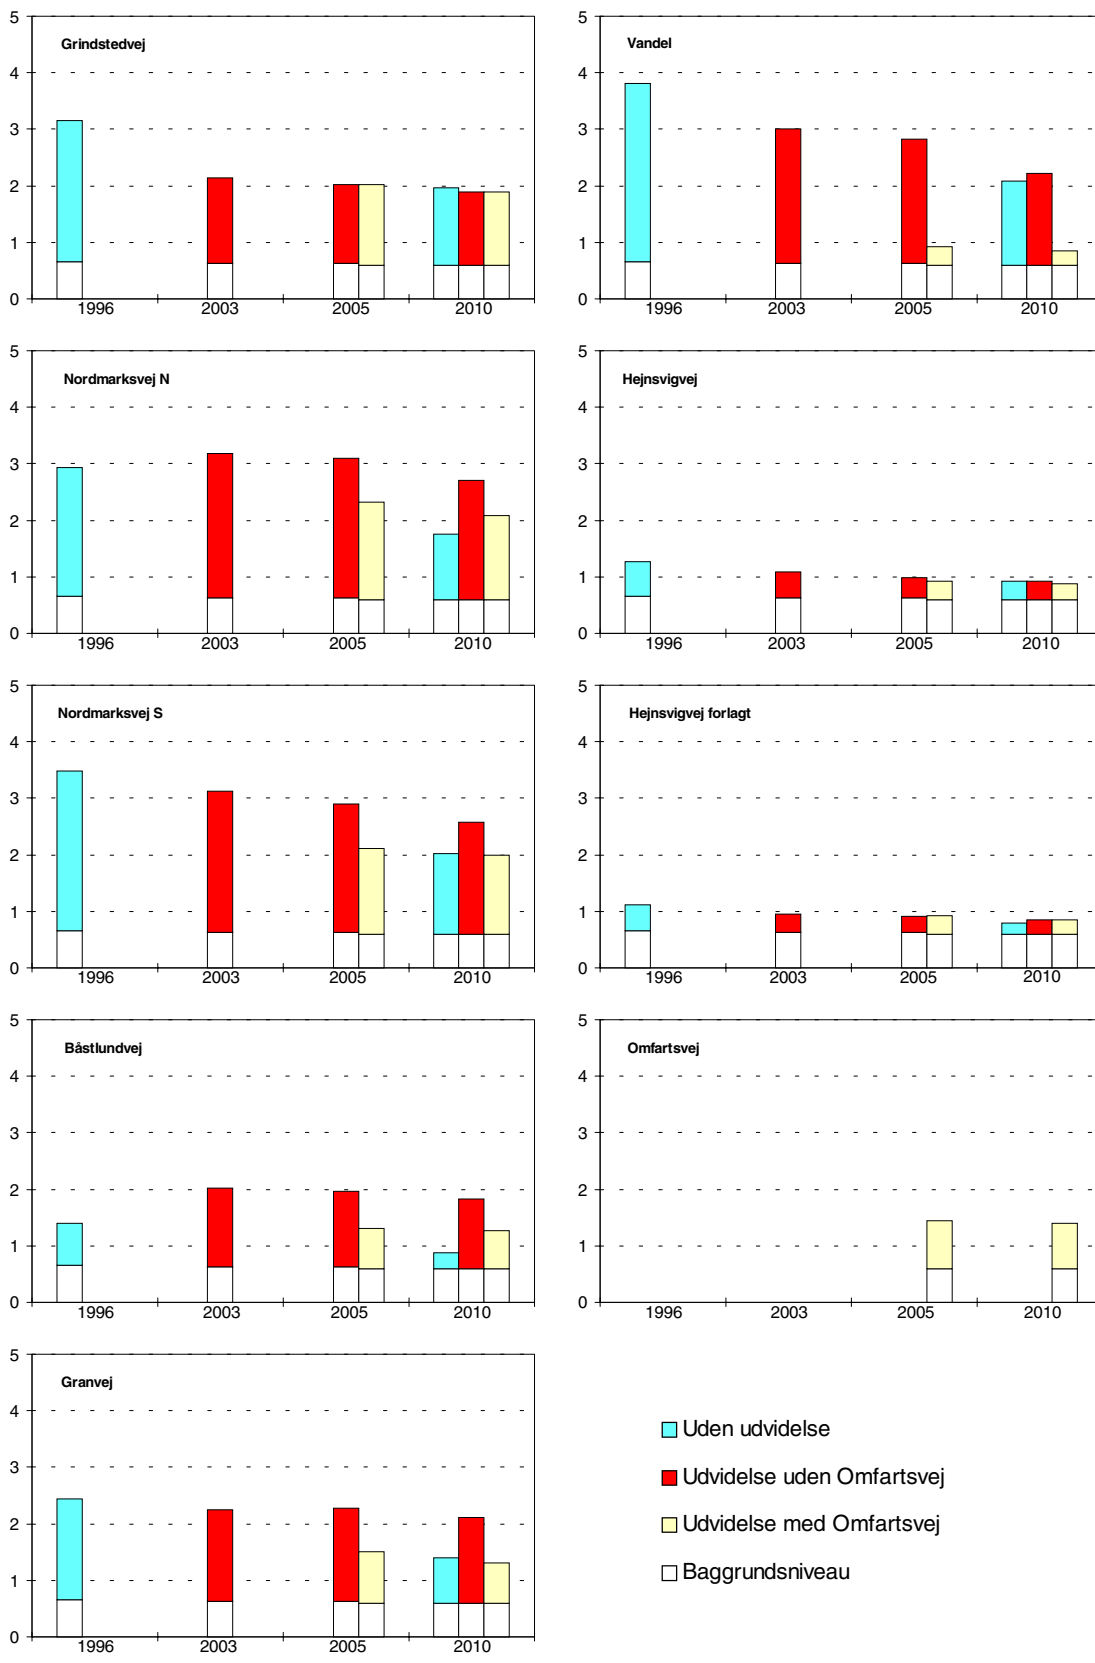 Grindstedvej
5
4
3
2
1
0
1996 2003 2005 2010
Vandel
5
4
3
2
1
0
1996 2003 2005 2010
Nordmarksvej N
5
4
3
2
1
0
1996 2003 2005 2010
Hejnsvigvej
5
4
3
2
1
0
1996 2003 2005 2010
Nordmarksvej S
5
4
3
2
1
0
1996 2003 2005 2010
Hejnsvigvej forlagt
5
4
3
2
1
0
1996 2003 2005 2010
Båstlundvej
5
4
3
2
1
0
1996 2003 2005 2010
Omfartsvej
5
4
3
2
1
0
1996 2003 2005 2010
Granvej
5
4
3
2
1
0
1996 2003 2005 2010
Uden udvidelse
Udvidelse uden Omfartsvej
Udvidelse med Omfartsvej
Baggrundsniveau